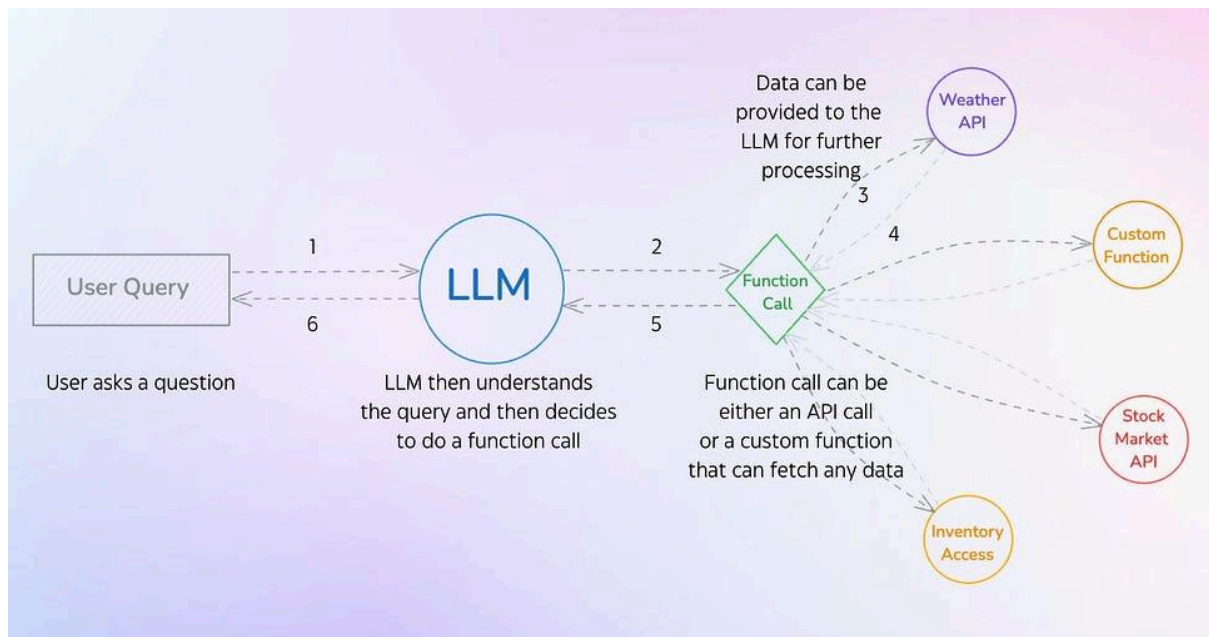 Data can be
provided to the
LLM for further
processing
Weather
API
3
4
Custom
Function
1
2
User Query
LLM
Function
Call
6
5
User asks a question
LLM then understands
the query and then decides
to do a function call
Function call can be
either an API call
or a custom function
that can fetch any data
Stock
Market
API
Inventory
Access